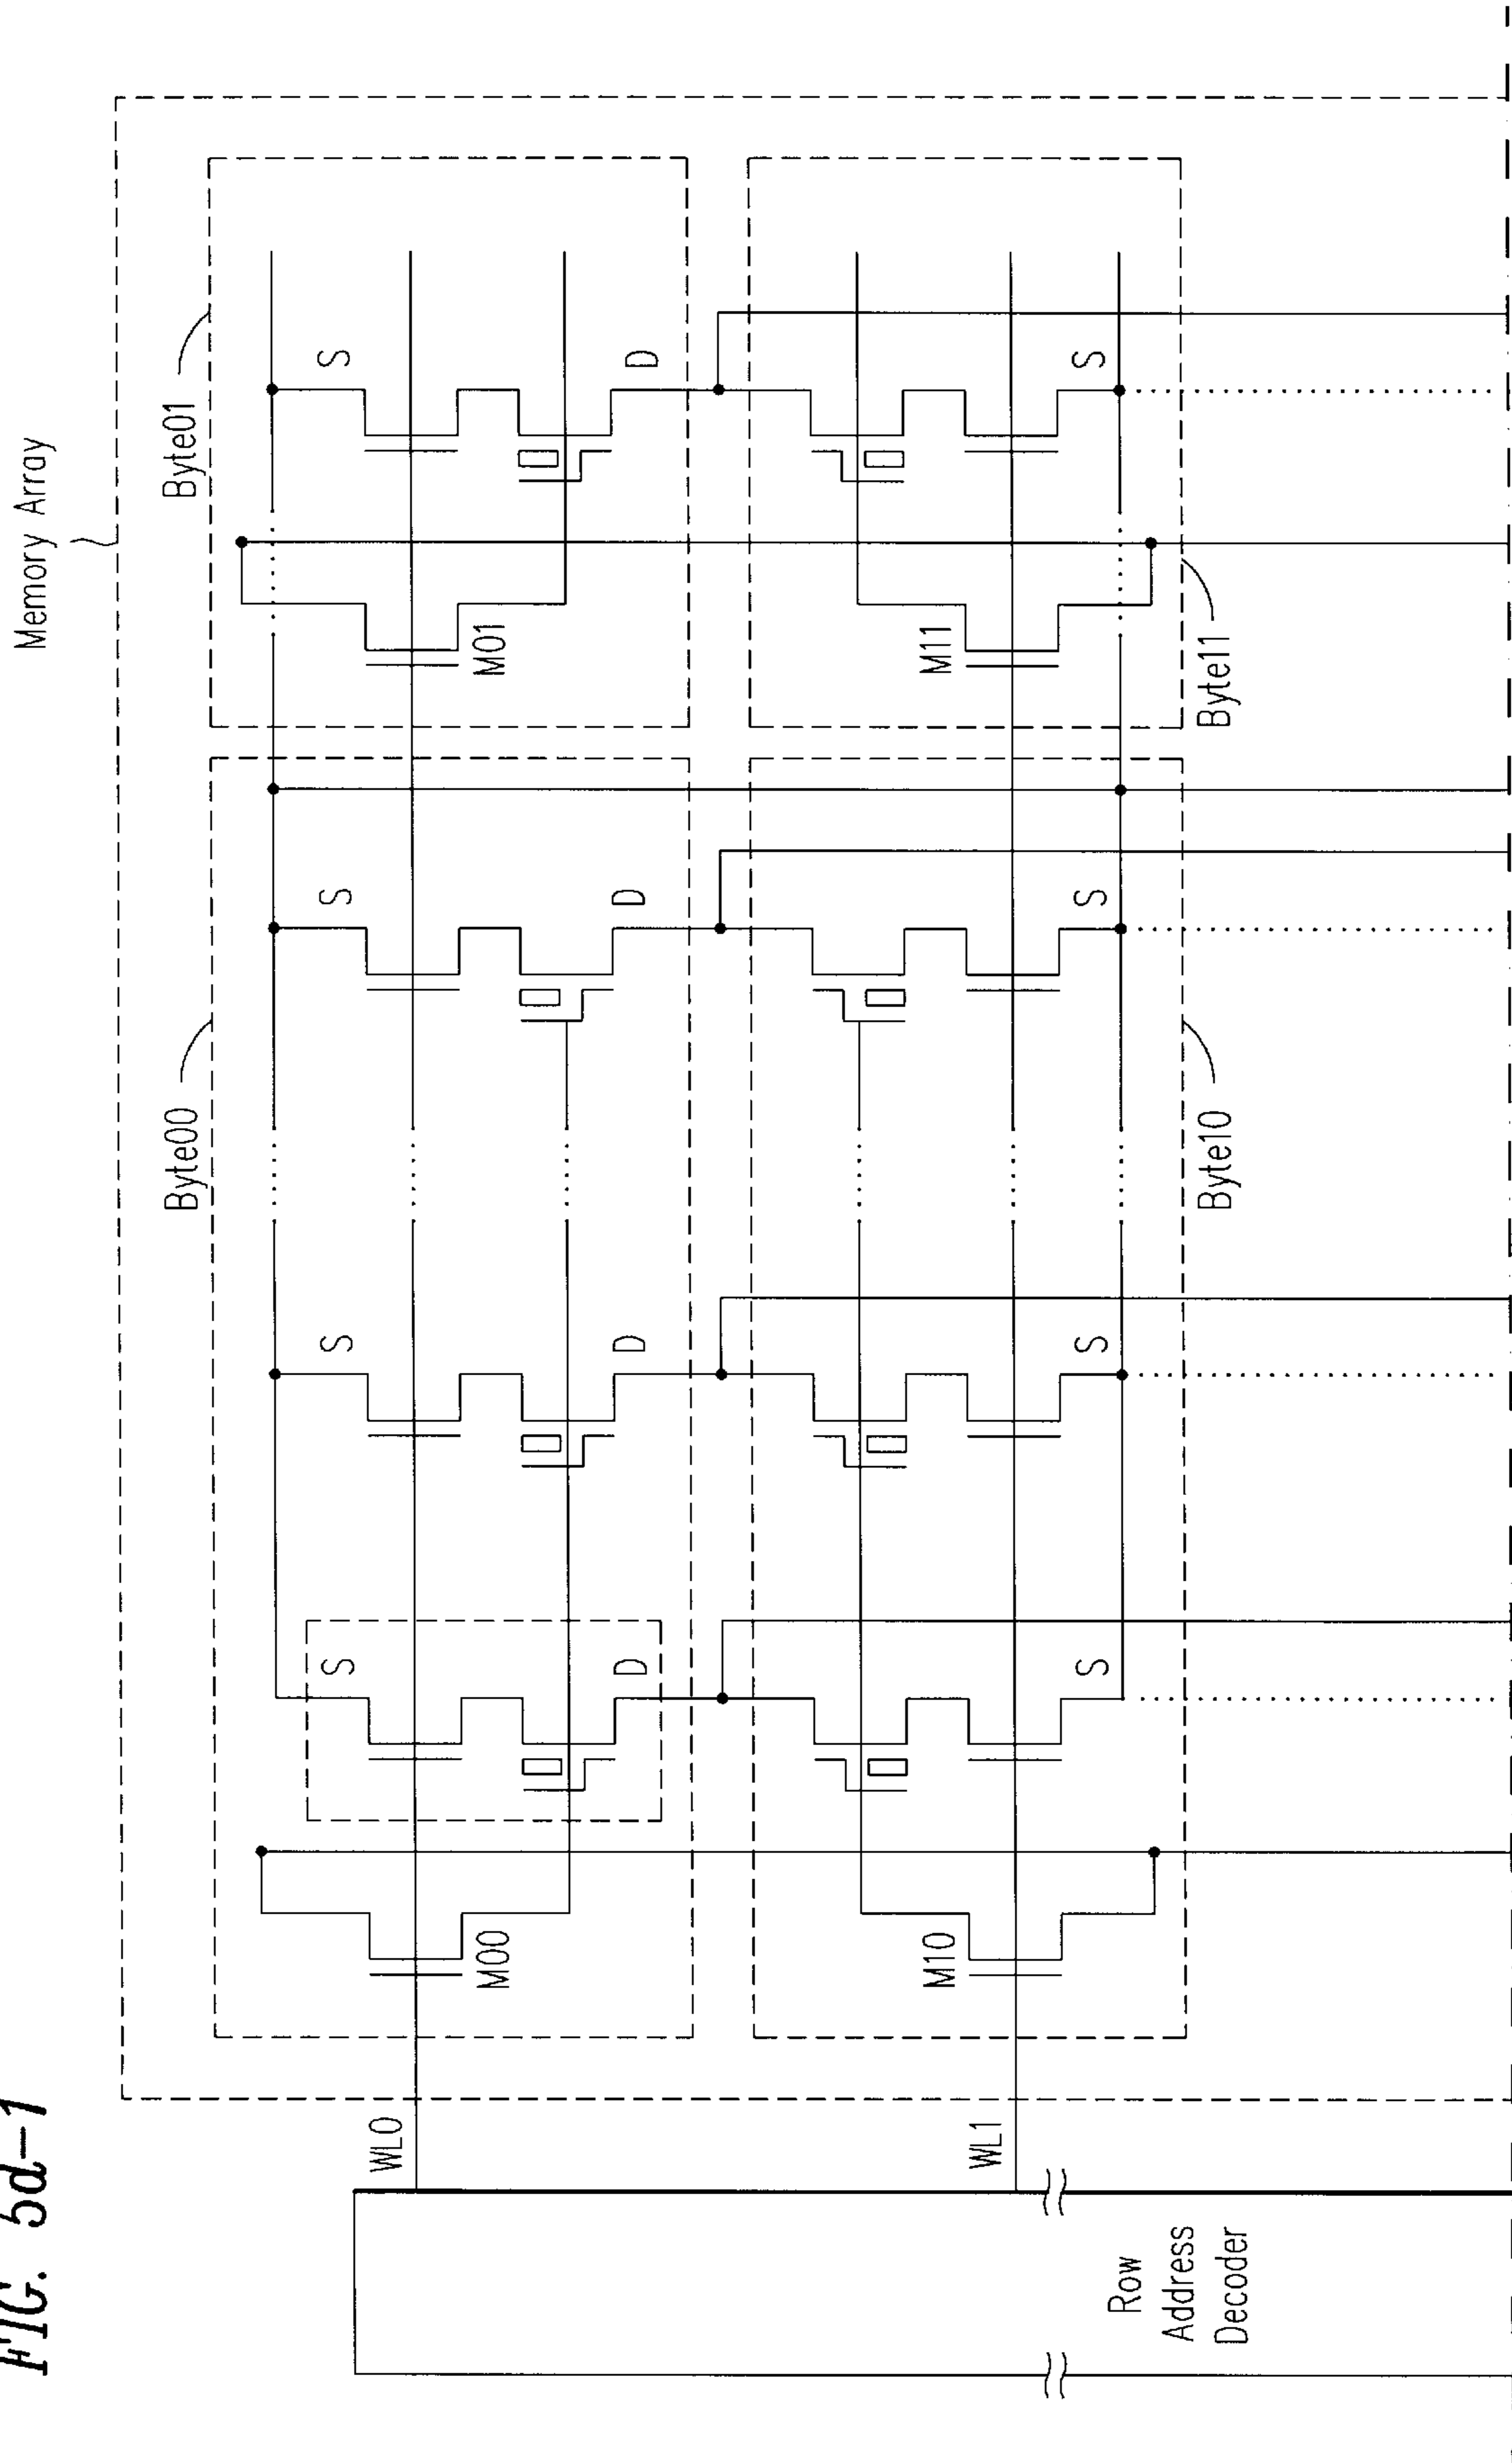 FIG. 5d-1
Memory Array
Byte00
Byte01
S
S
S
S
WL0
M00
M01
D
D
D
D
M10
M11
WL1
S
S
S
S
Row
Address
Decoder
Byte10
Byte11